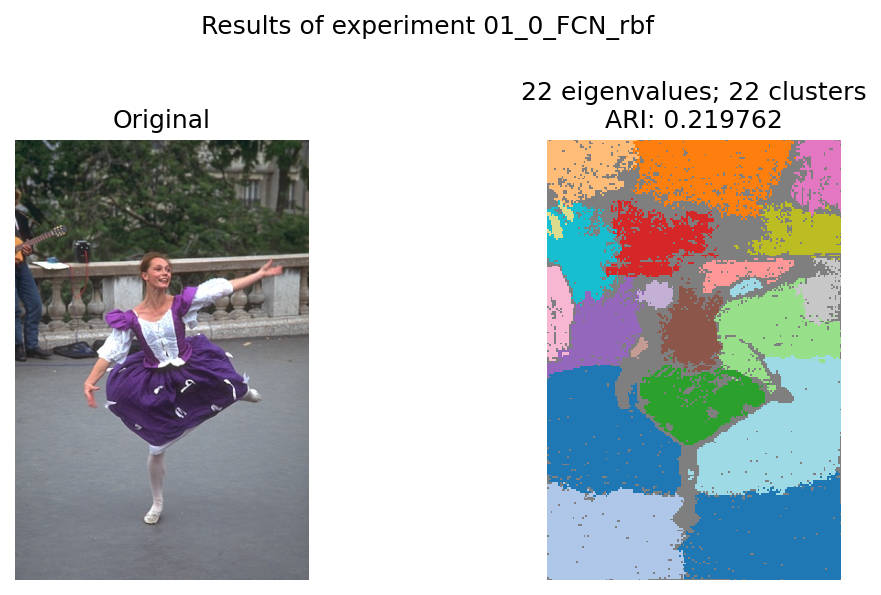 Results of experiment 01_0_FCN_rbf
Original
22 eigenvalues; 22 clusters
ARI: 0.219762